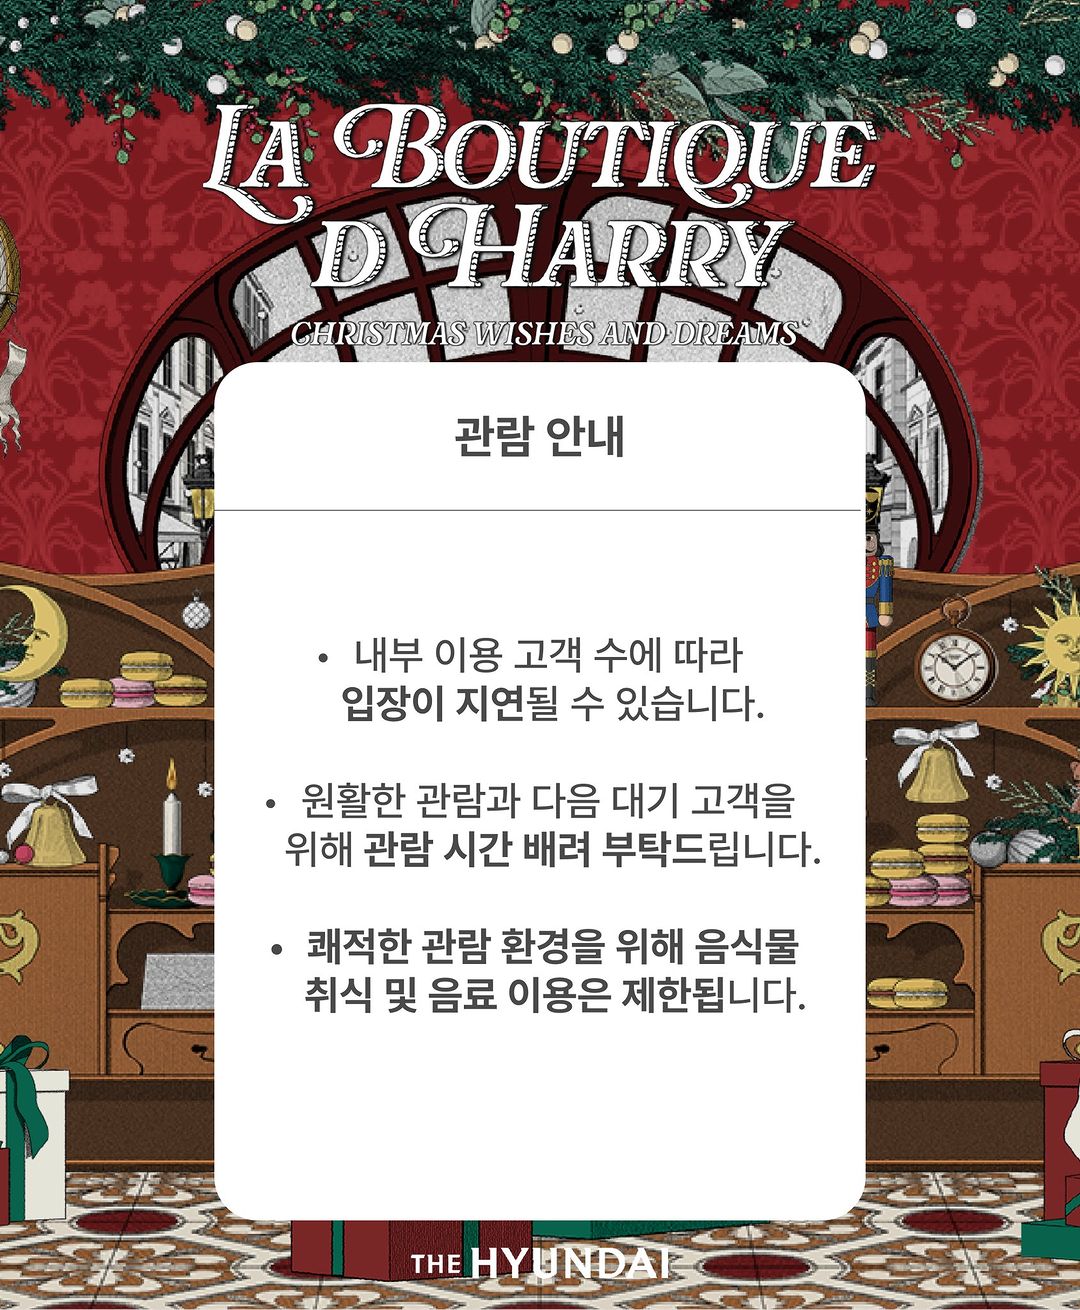 LA BOUTIQUE
D HARRY
CHRISTMAS WISHES AND DREAMS
관람 안내
• 내부 이용 고객 수에 따라
입장이 지연될 수 있습니다.
• 원활한 관람과 다음 대기 고객을
위해 관람 시간 배려 부탁드립니다.
• 쾌적한 관람 환경을 위해 음식물
취식 및 음료 이용은 제한됩니다.
THE HYUNDAI